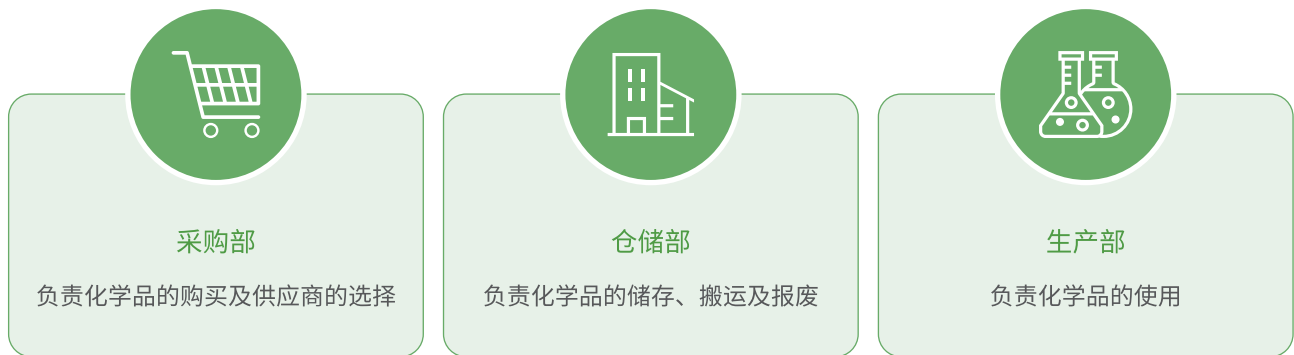 采购部
负责化学品的购买及供应商的选择
仓储部
负责化学品的储存、搬运及报废
生产部
负责化学品的使用